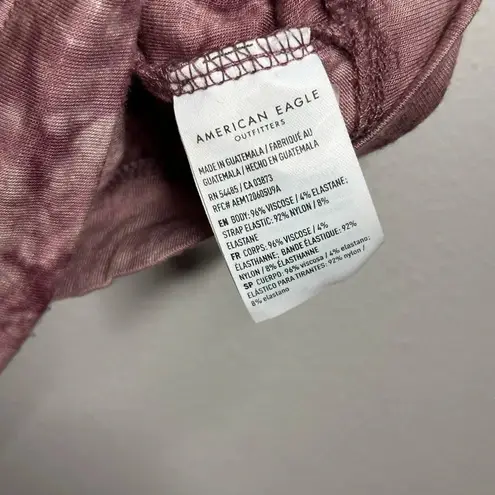 AMERICAN EAGLE
OUTFITTERS
MADE IN GUATEMALA / FABRIQUÉ AU
GUATEMALA / HECHO EN GUATEMALA
RN 54485 / CA 03873
RFC# AEM120605U9A
EN BODY: 96% VISCOSE / 4% ELASTANE;
STRAP ELASTIC: 92% NYLON / 8%
ELASTANE
FR CORPS: 96% VISCOSE / 4%
ÉLASTHANNE; BANDE ÉLASTIQUE: 92%
NYLON / 8% ÉLASTHANNE
SP CUERPO: 96% viscosa / 4% elastano;
ELÁSTICO PARA TIRANTES: 92% nylon /
8% elastano